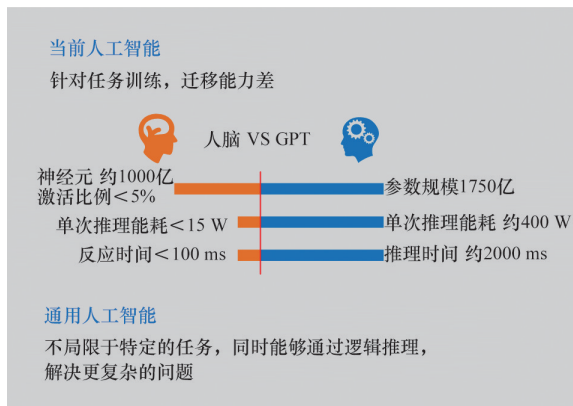 当前人工智能
针对任务训练，迁移能力差
人脑 VS GPT
神经元 约1000亿
激活比例＜5%
参数规模1750亿
单次推理能耗＜15 W
单次推理能耗 约400 W
反应时间＜100 ms
推理时间 约2000 ms
通用人工智能
不局限于特定的任务，同时能够通过逻辑推理，
解决更复杂的问题